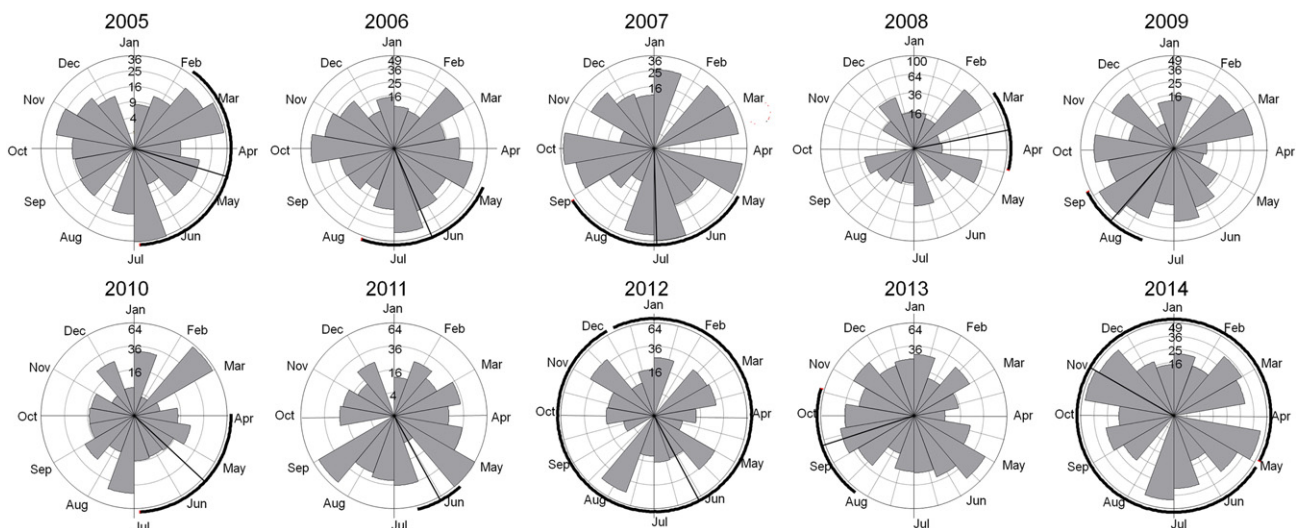 2005 2006 2007 2008 2009
Jan Jan Jan Jan Jan
Dec 36 Feb Dec 49 Feb Dec 36 Feb Dec 100 Feb Dec 49 Feb
25 36 25 64 36
16 25 16 36 25
9 16 16 16
4
Nov Mar Nov Mar Nov Mar Nov Mar Nov Mar
Oct Apr Oct Apr Oct Apr Oct Apr Oct Apr
Sep May Sep May Sep May Sep May Sep May
Aug Jun Aug Jun Aug Jun Aug Jun Aug Jun
Jul Jul Jul Jul Jul
2010 2011 2012 2013 2014
Jan Jan Jan Jan Jan
Dec 64 Feb Dec 64 Feb Dec 64 Feb Dec 64 Feb Dec 49 Feb
36 36 36 36 36
16 16 16 16 25
4 16
Nov Mar Nov Mar Nov Mar Nov Mar Nov Mar
Oct Apr Oct Apr Oct Apr Oct Apr Oct Apr
Sep May Sep May Sep May Sep May Sep May
Aug Jun Aug Jun Aug Jun Aug Jun Aug Jun
Jul Jul Jul Jul Jul